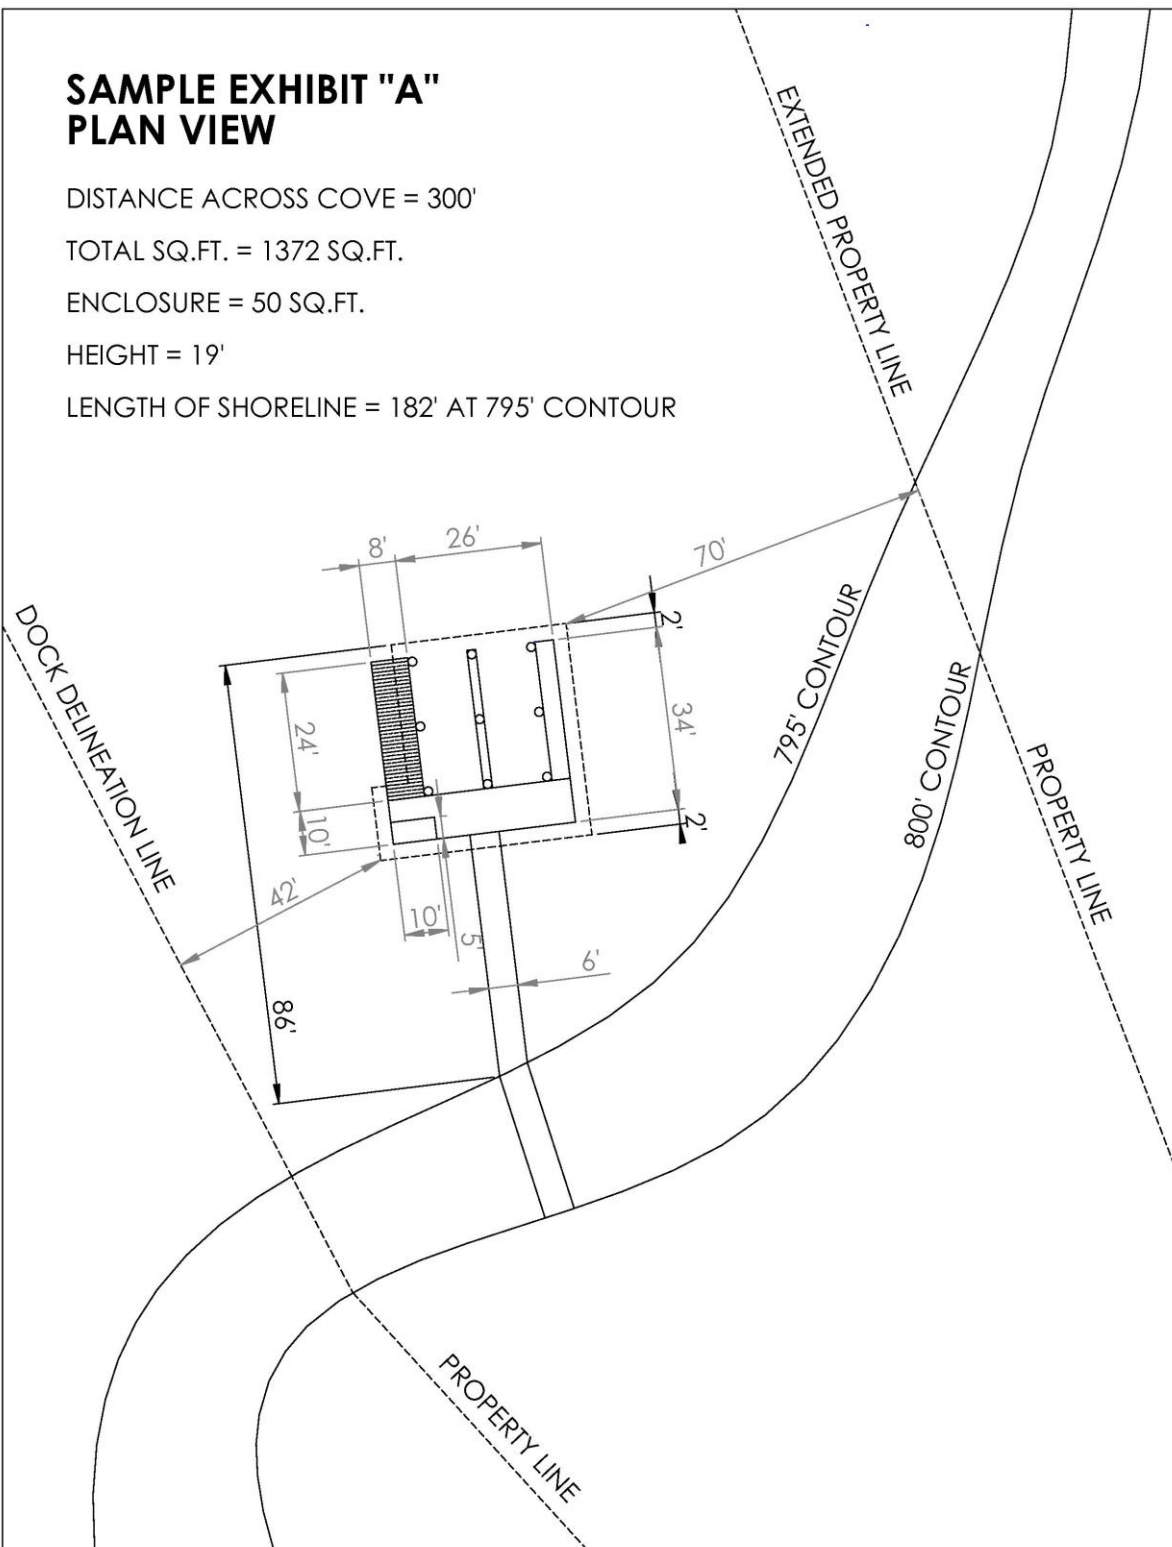 SAMPLE EXHIBIT "A"
PLAN VIEW
DISTANCE ACROSS COVE = 300'
TOTAL SQ.FT. = 1372 SQ.FT.
ENCLOSURE = 50 SQ.FT.
HEIGHT = 19'
LENGTH OF SHORELINE = 182' AT 795' CONTOUR
EXTENDED PROPERTY LINE
8'
26'
70'
2'
DOCK DELINEATION LINE
24'
34'
795' CONTOUR
800' CONTOUR
PROPERTY LINE
10'
2'
42'
10'
5'
6'
86'
PROPERTY LINE